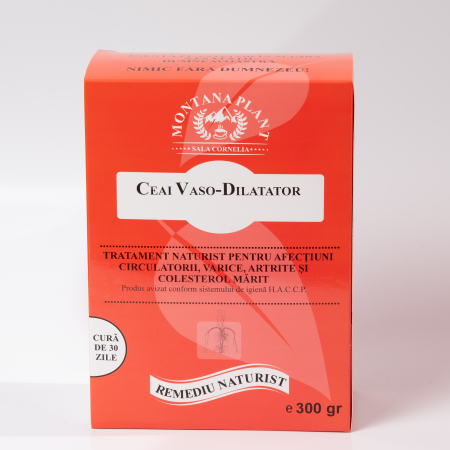 NIMIC FĂRĂ DUMNEZEU!
MONTANA PLANT
SALA CORNELIA
CEAI VASO-DILATATOR
TRATAMENT NATURIST PENTRU AFECȚIUNI
CIRCULATORII, VARICE, ARTRITE ȘI
COLESTEROL MĂRIT
Produs avizat conform sistemului de igienă H.A.C.C.P.
CURĂ
DE 30
ZILE
REMEDIU NATURIST
e 300 gr